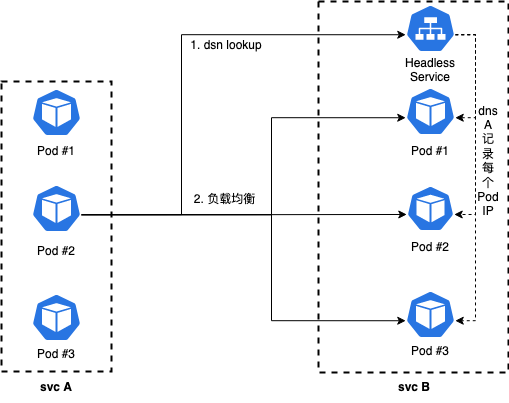 1. dsn lookup
Headless
Service
Pod #1
Pod #1
dns
A
记
录
每
个
Pod
IP
2. 负载均衡
Pod #2
Pod #2
Pod #3
Pod #3
svc A
svc B